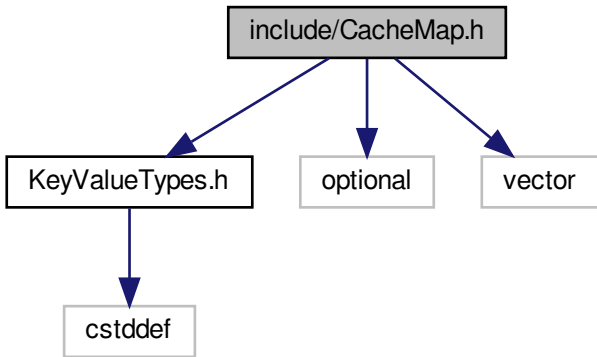 include/CacheMap.h
KeyValueTypes.h
optional
vector
cstddef